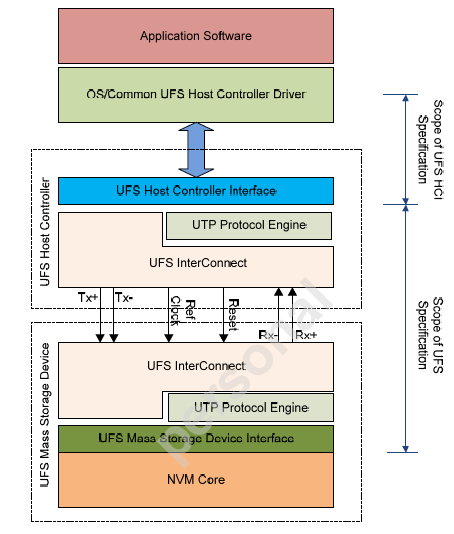 Application Software
OS/Common UFS Host Controller Driver
Scope of UFS HCI
Specification
UFS Host Controller
UFS Host Controller Interface
UTP Protocol Engine
UFS InterConnect
Tx+
Tx-
Ref
Clock
Reset
Rx-
Rx+
Scope of UFS
Specification
UFS Mass Storage Device
UFS InterConnect
UTP Protocol Engine
UFS Mass Storage Device Interface
NVM Core
personal